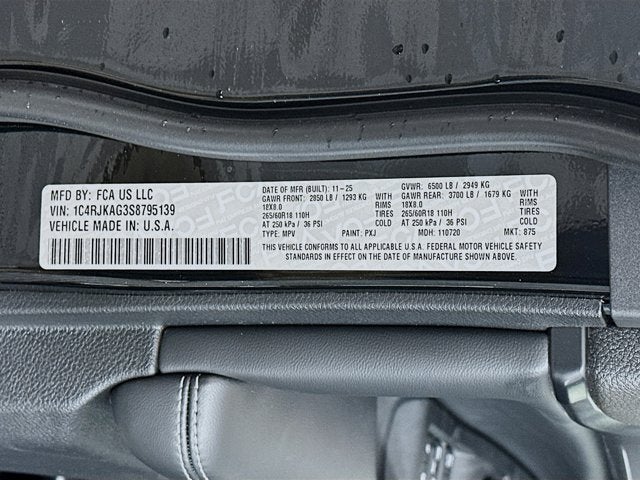 MFD BY: FCA US LLC
VIN: 1C4RJKAG3S8795139
VEHICLE MADE IN: U.S.A.
DATE OF MFR (BUILT): 11-25
GAWR FRONT: 2850 LB / 1293 KG WITH
18X8.0 RIMS
265/60R18 110H
AT 250 kPa / 36 PSI COLD
TYPE: MPV PAINT: PXJ
GVWR: 6500 LB / 2949 KG
GAWR REAR: 3700 LB / 1679 KG WITH
18X8.0 RIMS
265/60R18 110H
AT 250 kPa / 36 PSI COLD
MDH: 110720 MKT: 875
THIS VEHICLE CONFORMS TO ALL APPLICABLE U.S.A. FEDERAL MOTOR VEHICLE SAFETY
STANDARDS IN EFFECT ON THE DATE OF MANUFACTURE SHOWN ABOVE.